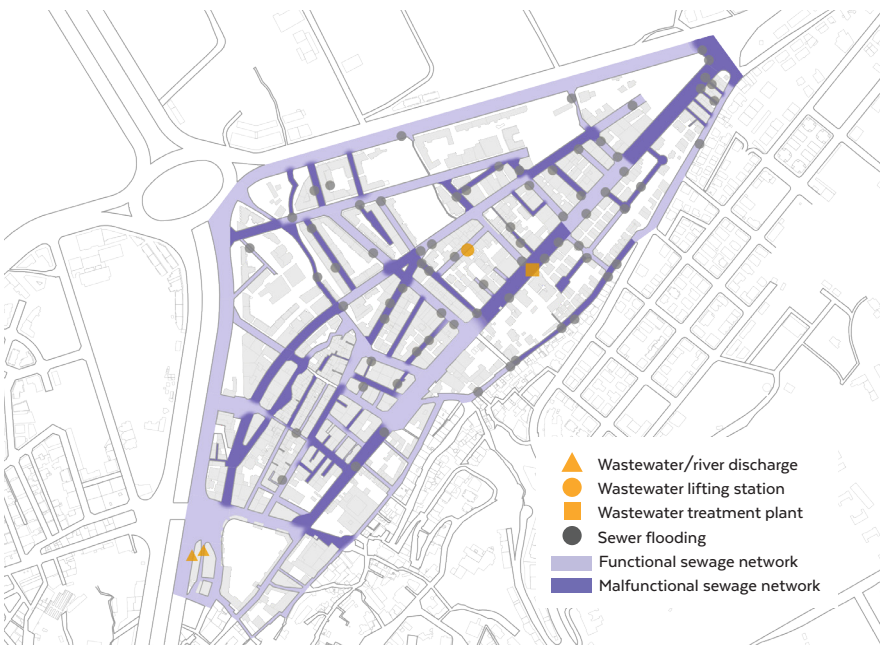 Wastewater/river discharge
Wastewater lifting station
Wastewater treatment plant
Sewer flooding
Functional sewage network
Malfunctional sewage network